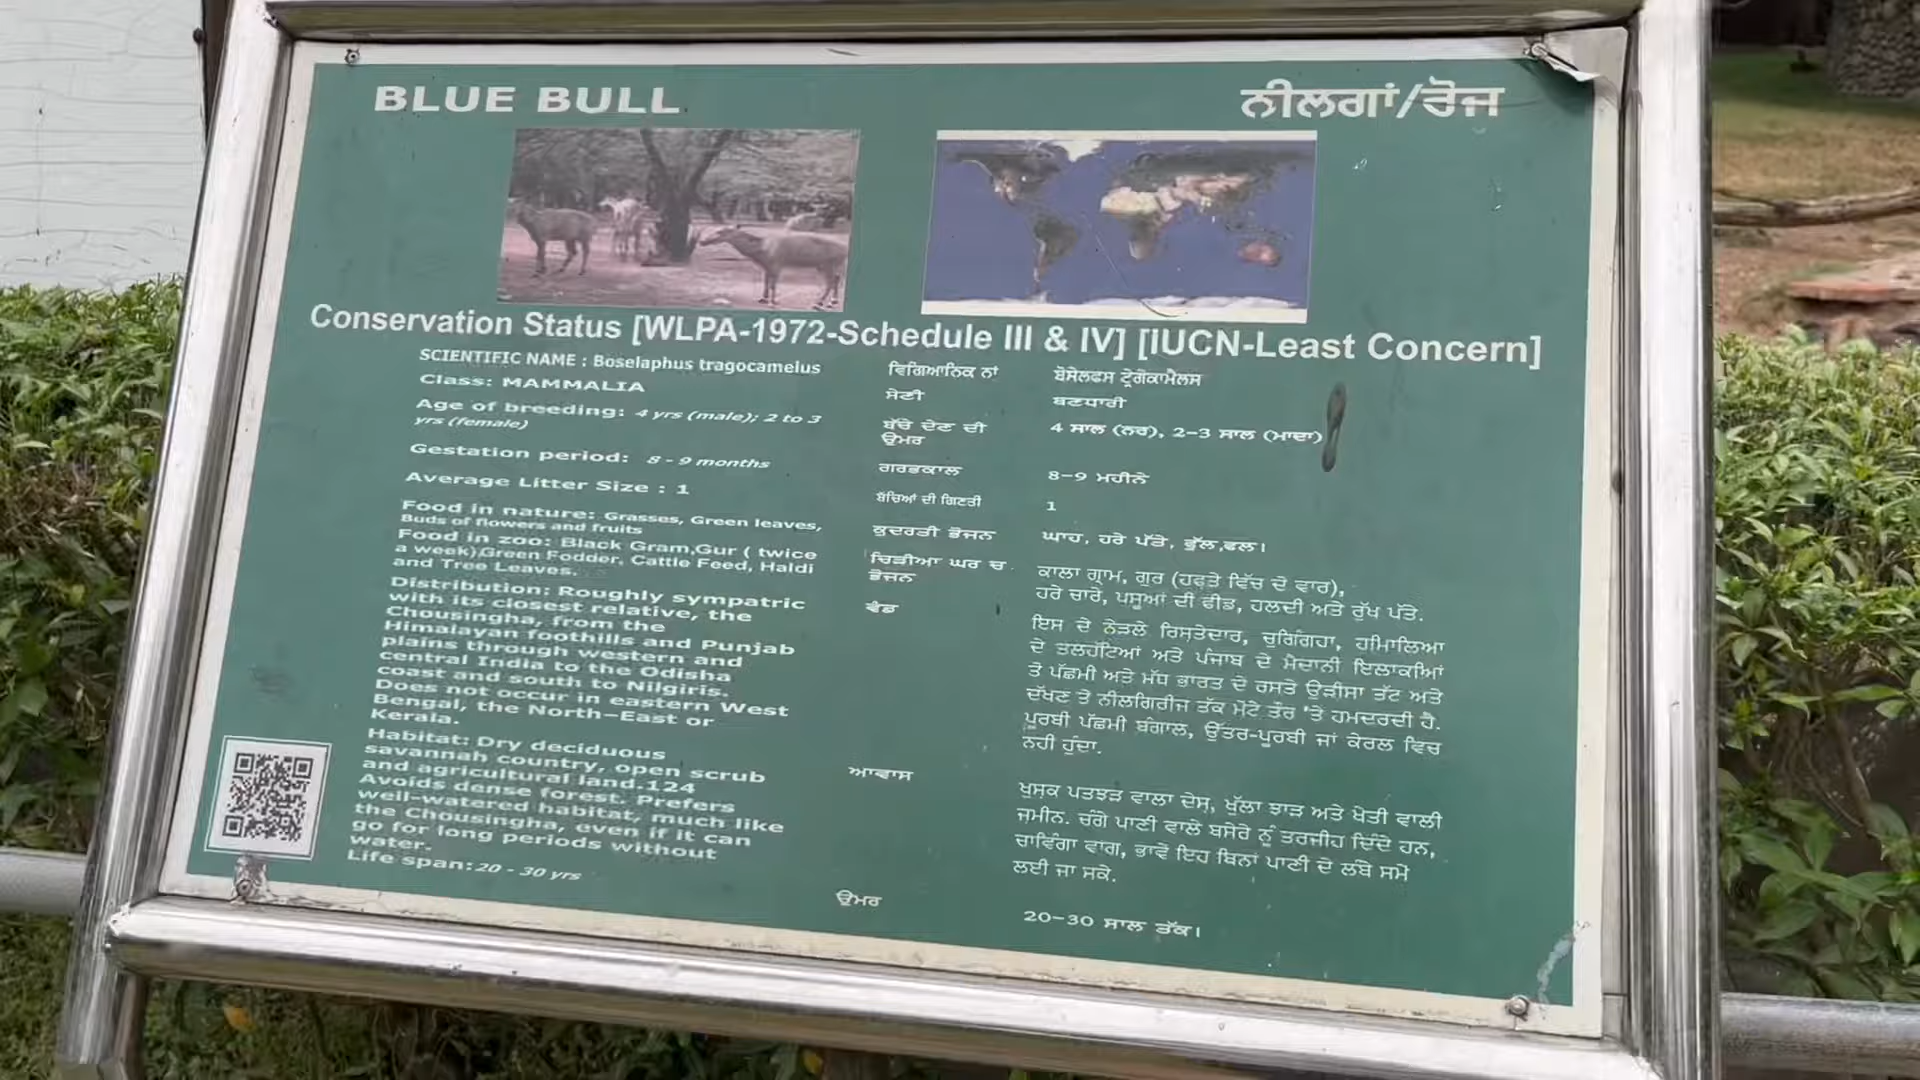 BLUE BULL
ਨੀਲਗਾਂ/ਰੋਜ
Conservation Status [WLPA-1972-Schedule III & IV] [IUCN-Least Concern]
SCIENTIFIC NAME : Boselaphus tragocamelus
Class: MAMMALIA
Age of breeding: 4 yrs (male); 2 to 3
yrs (female)
Gestation period: 8 - 9 months
Average Litter Size : 1
Food in nature: Grasses, Green leaves,
Buds of flowers and fruits
Food in zoo: Black Gram,Gur ( twice
a week),Green Fodder, Cattle Feed, Haldi
and Tree Leaves.
Distribution: Roughly sympatric
with its closest relative, the
Chousingha, from the
Himalayan foothills and Punjab
plains through western and
central India to the Odisha
coast and south to Nilgiris.
Does not occur in eastern West
Bengal, the North-East or
Kerala.
Habitat: Dry deciduous
savannah country, open scrub
and agricultural land.124
Avoids dense forest. Prefers
well-watered habitat, much like
the Chousingha, even if it can
go for long periods without
water.
Life span: 20 - 30 yrs
ਵਿਗਿਆਨਿਕ ਨਾਂ ਬੋਸੇਲਫਸ ਟ੍ਰੇਗੋਕਾਮੈਲਸ
ਸ਼ੇਣੀ ਥਣਧਾਰੀ
ਬੱਚੇ ਦੇਣ ਦੀ
ਉਮਰ
4 ਸਾਲ (ਨਰ), 2-3 ਸਾਲ (ਮਾਦਾ)
ਗਰਭਕਾਲ 8-9 ਮਹੀਨੇ
ਬੱਚਿਆਂ ਦੀ ਗਿਣਤੀ 1
ਕੁਦਰਤੀ ਭੋਜਨ ਘਾਹ, ਹਰੇ ਪੱਤੇ, ਫੁੱਲ,ਫਲ।
ਚਿੜੀਆ ਘਰ ਚ
ਭੋਜਨ
ਕਾਲਾ ਗ੍ਰਾਮ, ਗੁਰ (ਹਫ਼ਤੇ ਵਿੱਚ ਦੋ ਵਾਰ),
ਹਰੇ ਚਾਰੇ, ਪਸ਼ੂਆਂ ਦੀ ਫੀਡ, ਹਲਦੀ ਅਤੇ ਰੁੱਖ ਪੱਤੇ.
ਵੰਡ
ਇਸ ਦੇ ਨੇੜਲੇ ਰਿਸ਼ਤੇਦਾਰ, ਚੁਗਿੰਗਹਾ, ਹਿਮਾਲਿਆ
ਦੇ ਤਲਹੱਟਿਆਂ ਅਤੇ ਪੰਜਾਬ ਦੇ ਮੈਦਾਨੀ ਇਲਾਕਿਆਂ
ਤੋਂ ਪੱਛਮੀ ਅਤੇ ਮੱਧ ਭਾਰਤ ਦੇ ਰਸਤੇ ਉੜੀਸਾ ਤੱਟ ਅਤੇ
ਦੱਖਣ ਤੋਂ ਨੀਲਗਿਰੀਜ ਤੱਕ ਮੋਟੇ ਤੌਰ 'ਤੇ ਹਮਦਰਦੀ ਹੈ.
ਪੂਰਬੀ ਪੱਛਮੀ ਬੰਗਾਲ, ਉੱਤਰ-ਪੂਰਬੀ ਜਾਂ ਕੇਰਲ ਵਿਚ
ਨਹੀ ਹੁੰਦਾ.
ਆਵਾਸ
ਖੁਸ਼ਕ ਪਤਝੜ ਵਾਲਾ ਦੇਸ਼, ਖੁੱਲਾ ਝਾੜ ਅਤੇ ਖੇਤੀ ਵਾਲੀ
ਜ਼ਮੀਨ. ਚੰਗੇ ਪਾਣੀ ਵਾਲੇ ਬਸੇਰੇ ਨੂੰ ਤਰਜੀਹ ਦਿੰਦੇ ਹਨ,
ਚਾਵਿੰਗਾ ਵਾਂਗ, ਭਾਵੇਂ ਇਹ ਬਿਨਾਂ ਪਾਣੀ ਦੇ ਲੰਬੇ ਸਮੇਂ
ਲਈ ਜਾ ਸਕੇ.
ਉਮਰ 20-30 ਸਾਲ ਤੱਕ।